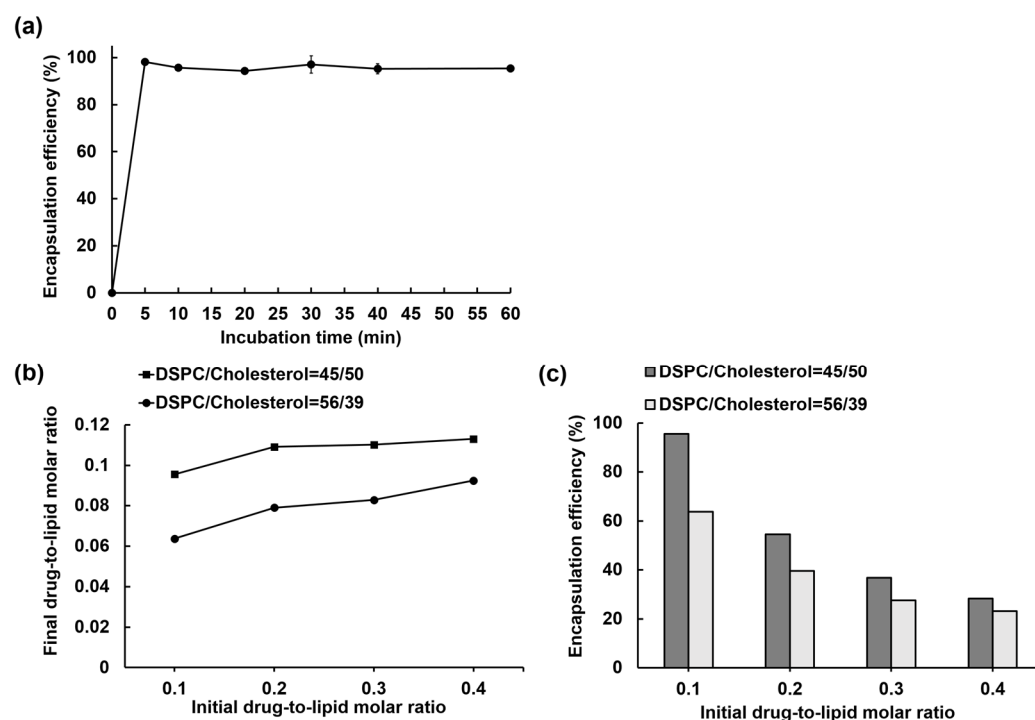 (a)
Encapsulation efficiency (%)
100
80
60
40
20
0
0 5 10 15 20 25 30 35 40 45 50 55 60
Incubation time (min)
(b)
DSPC/Cholesterol=45/50
DSPC/Cholesterol=56/39
Final drug-to-lipid molar ratio
0.12
0.1
0.08
0.06
0.04
0.02
0
0.1 0.2 0.3 0.4
Initial drug-to-lipid molar ratio
(c)
DSPC/Cholesterol=45/50
DSPC/Cholesterol=56/39
Encapsulation efficiency (%)
100
80
60
40
20
0
0.1 0.2 0.3 0.4
Initial drug-to-lipid molar ratio